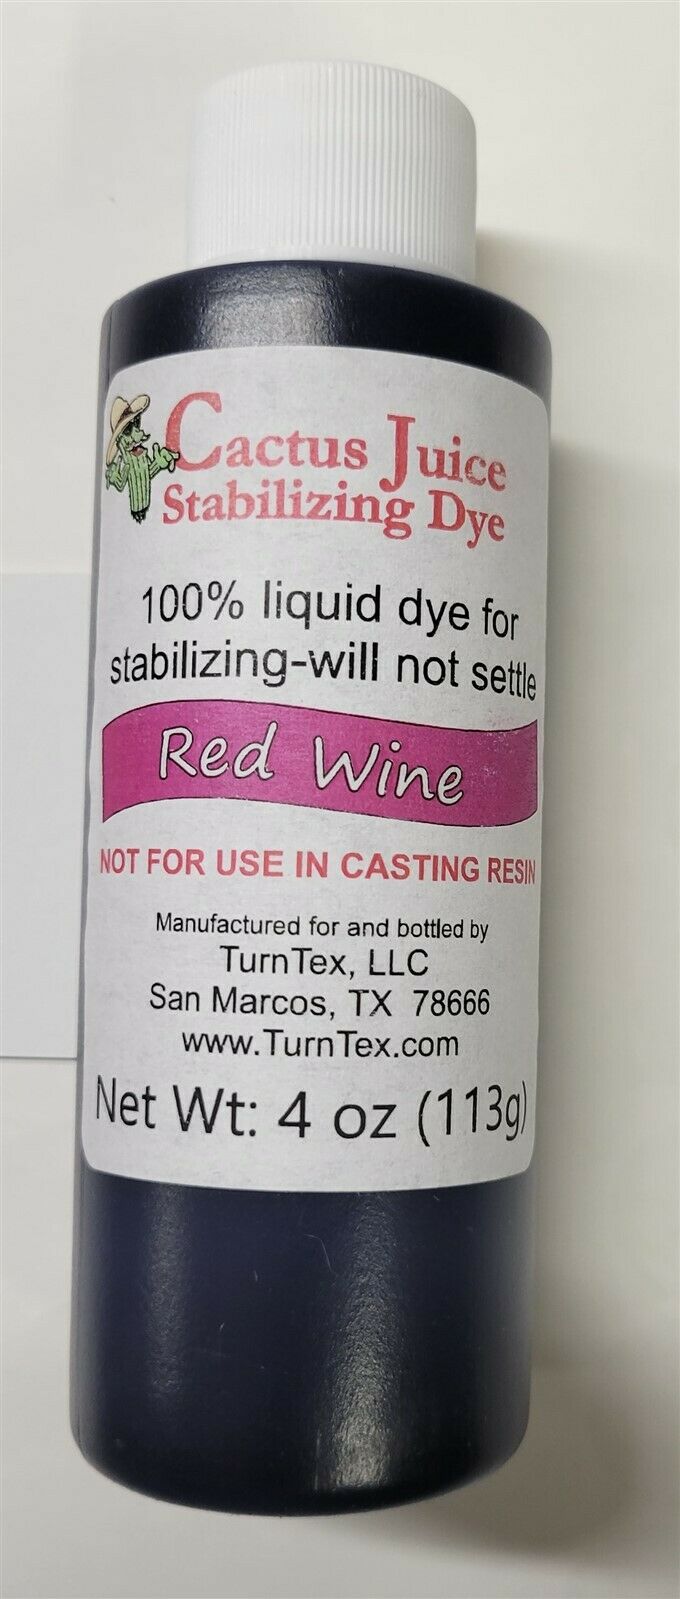 Cactus Juice
Stabilizing Dye
100% liquid dye for
stabilizing-will not settle
Red Wine
NOT FOR USE IN CASTING RESIN
Manufactured for and bottled by
TurnTex, LLC
San Marcos, TX 78666
www.TurnTex.com
Net Wt: 4 oz (113g)